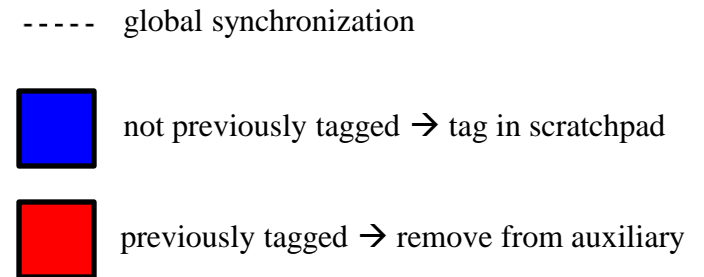 global synchronization
not previously tagged → tag in scratchpad
previously tagged → remove from auxiliary